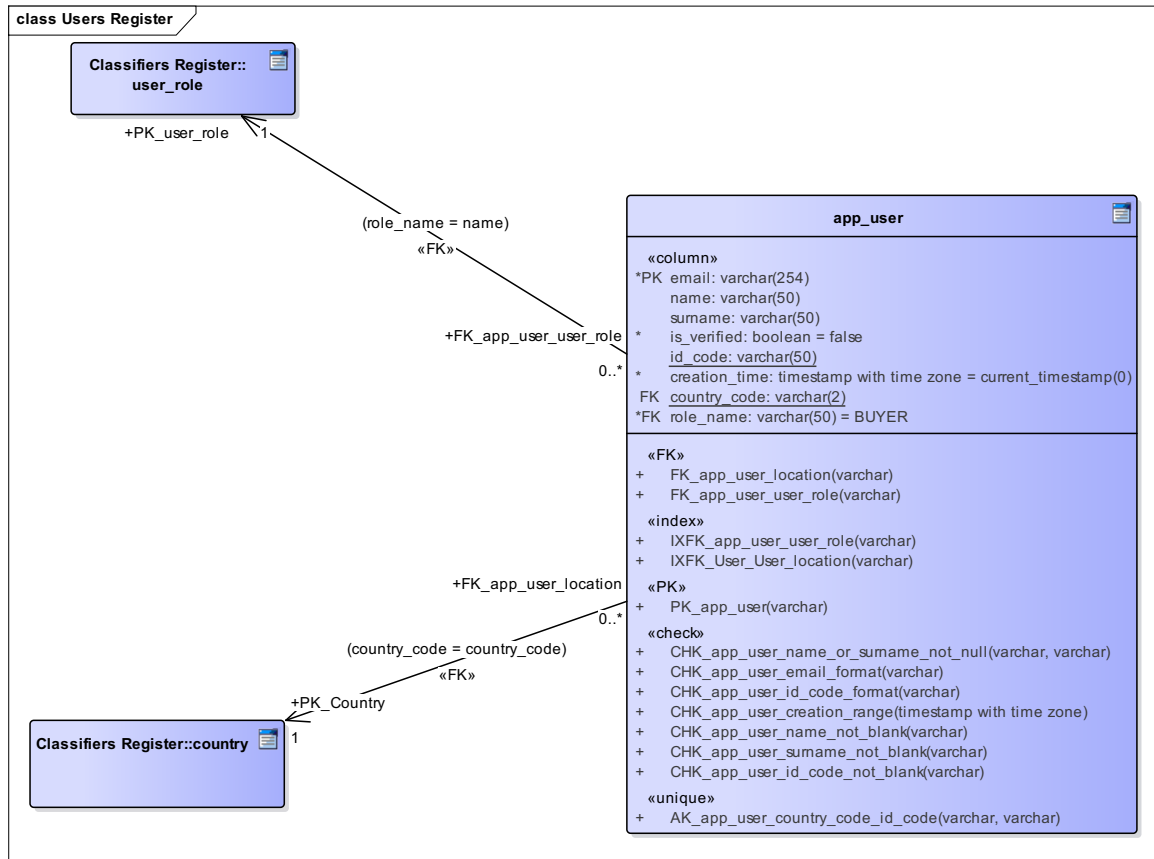 class Users Register
Classifiers Register::
user_role
+PK_user_role
1
(role_name = name)
«FK»
+FK_app_user_user_role
0..*
app_user
«column»
*PK email: varchar(254)
name: varchar(50)
surname: varchar(50)
* is_verified: boolean = false
id_code: varchar(50)
* creation_time: timestamp with time zone = current_timestamp(0)
FK country_code: varchar(2)
*FK role_name: varchar(50) = BUYER
«FK»
+ FK_app_user_location(varchar)
+ FK_app_user_user_role(varchar)
«index»
+ IXFK_app_user_user_role(varchar)
+ IXFK_User_User_location(varchar)
«PK»
+ PK_app_user(varchar)
«check»
+ CHK_app_user_name_or_surname_not_null(varchar, varchar)
+ CHK_app_user_email_format(varchar)
+ CHK_app_user_id_code_format(varchar)
+ CHK_app_user_creation_range(timestamp with time zone)
+ CHK_app_user_name_not_blank(varchar)
+ CHK_app_user_surname_not_blank(varchar)
+ CHK_app_user_id_code_not_blank(varchar)
«unique»
+ AK_app_user_country_code_id_code(varchar, varchar)
+FK_app_user_location
0..*
(country_code = country_code)
«FK»
+PK_Country
1
Classifiers Register::country